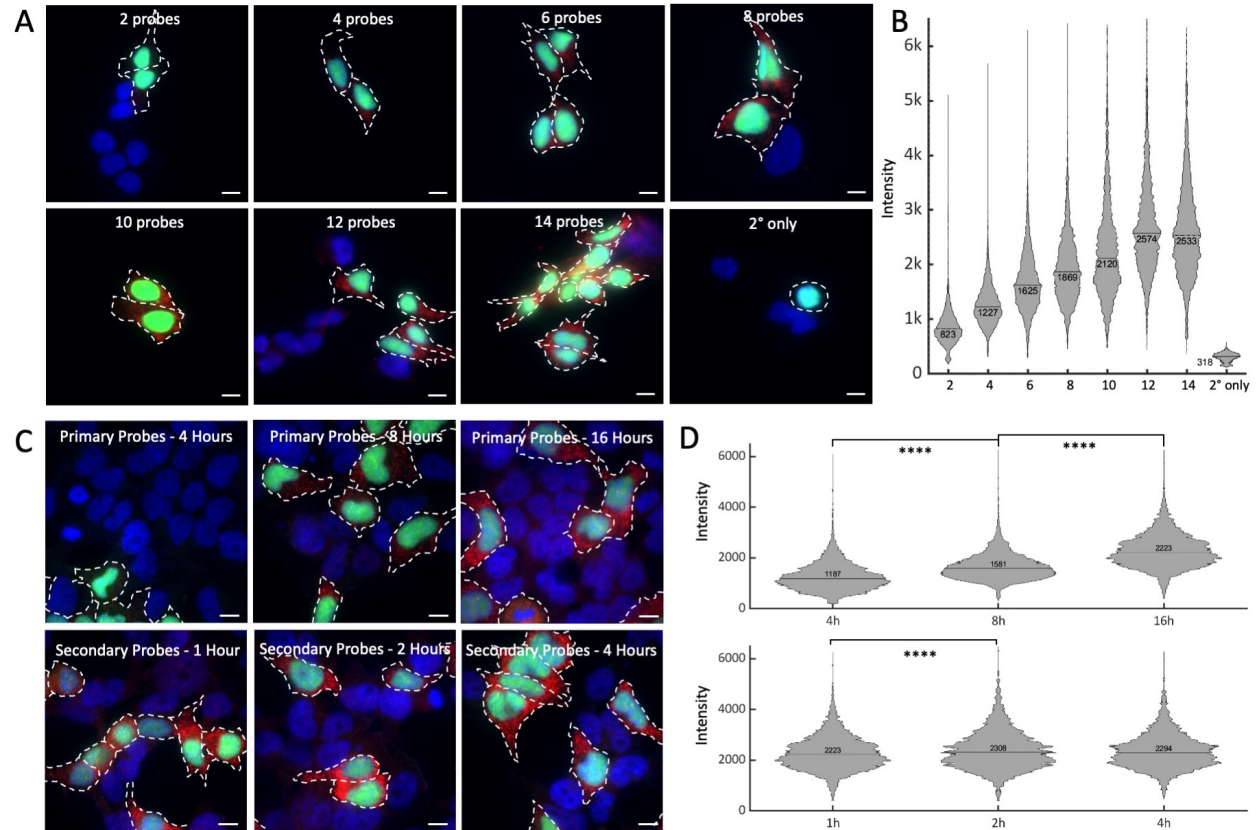 A
2 probes
4 probes
6 probes
8 probes
10 probes
12 probes
14 probes
2° only
B
Intensity
6k
5k
4k
3k
2k
1k
0
823
1227
1625
1869
2120
2574
2533
318
2 4 6 8 10 12 14 2° only
C
Primary Probes - 4 Hours
Primary Probes - 8 Hours
Primary Probes - 16 Hours
Secondary Probes - 1 Hour
Secondary Probes - 2 Hours
Secondary Probes - 4 Hours
D
**** ****
Intensity
6000
4000
2000
0
1187
1581
2223
4h 8h 16h
****
Intensity
6000
4000
2000
0
2223
2308
2294
1h 2h 4h